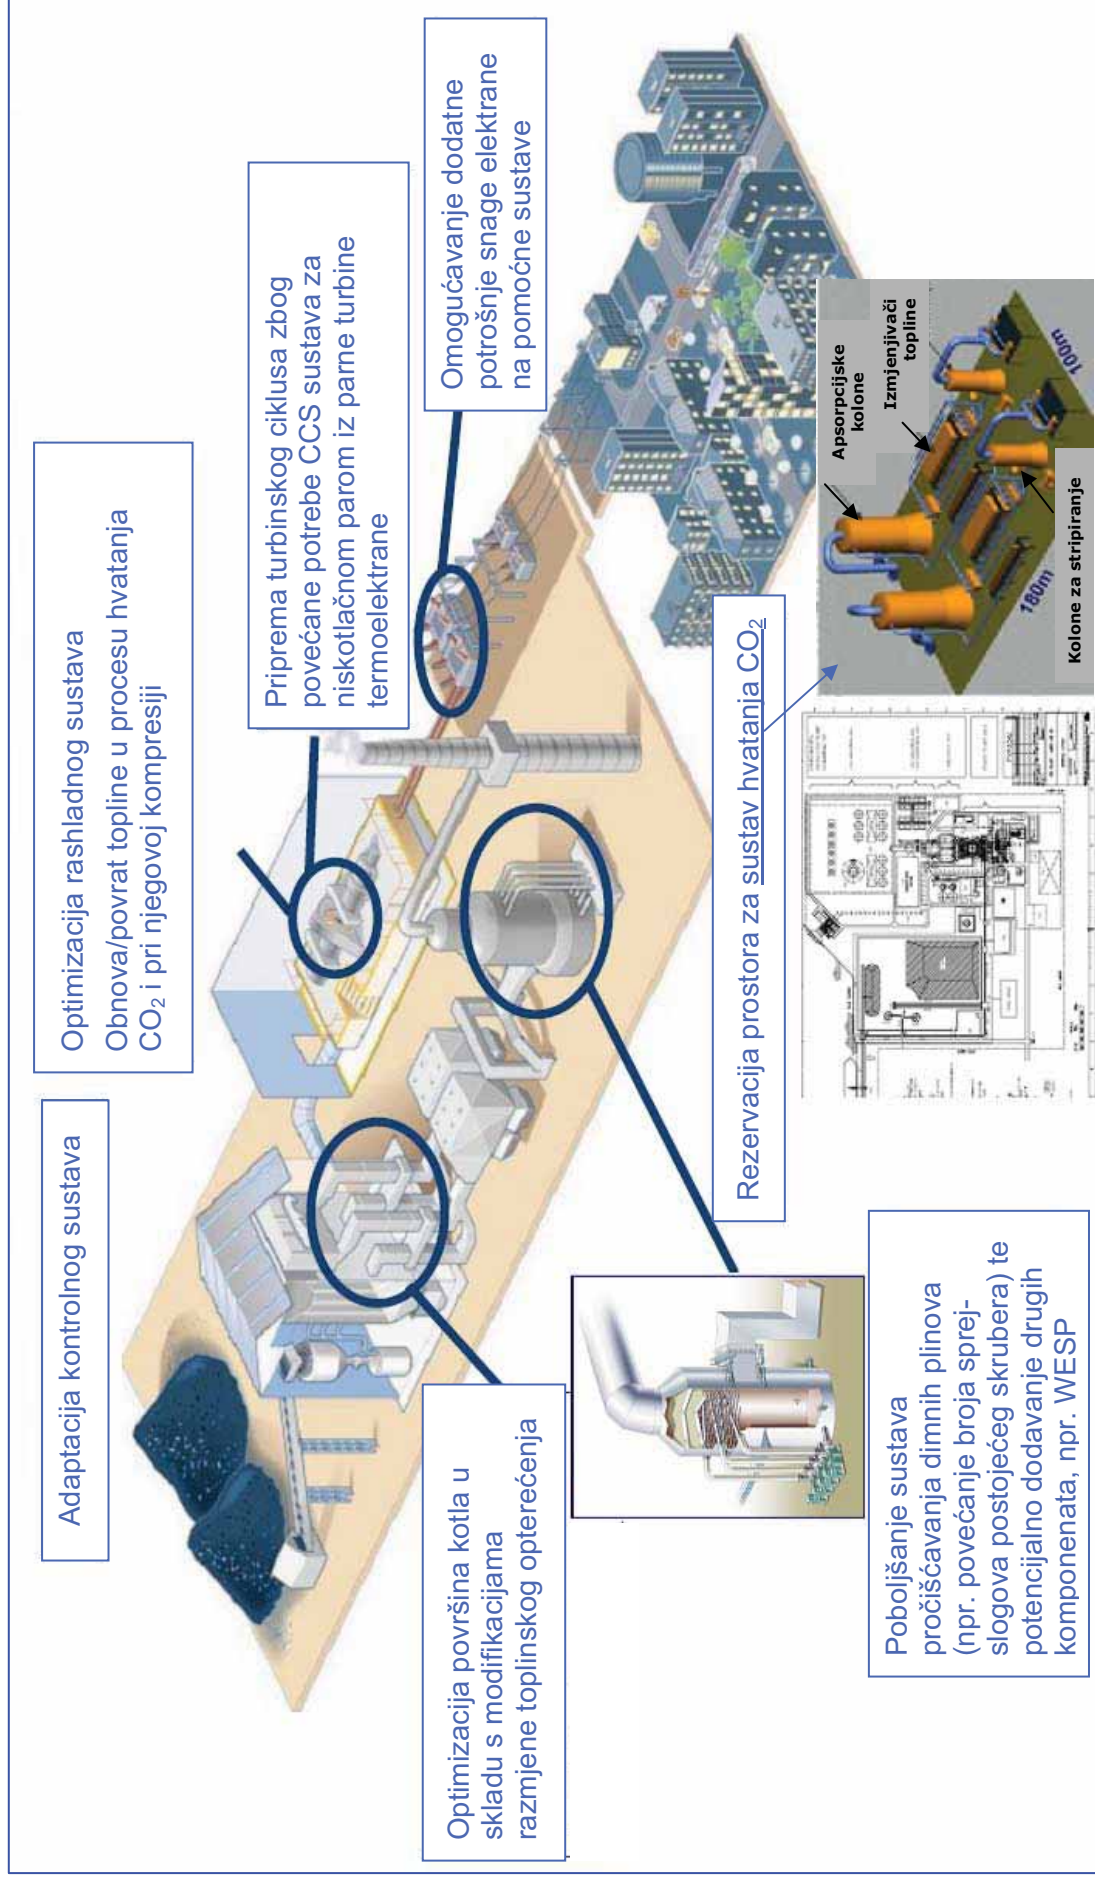 Adaptacija kontrolnog sustava
Optimizacija rashladnog sustava
Obnova/povrat topline u procesu hvatanja
CO₂ i pri njegovoj kompresiji
Priprema turbinskog ciklusa zbog
povećane potrebe CCS sustava za
niskotlačnom parom iz parne turbine
termoelektrane
Omogućavanje dodatne
potrošnje snage elektrane
na pomoćne sustave
Optimizacija površina kotla u
skladu s modifikacijama
razmjene toplinskog opterećenja
Rezervacija prostora za sustav hvatanja CO₂
Apsorpcijske
kolone
Izmjenjivači
topline
100m
180m
Kolone za stripiranje
Poboljšanje sustava
pročišćavanja dimnih plinova
(npr. povećanje broja sprej-
slogova postojećeg skrubera) te
potencijalno dodavanje drugih
komponenata, npr. WESP